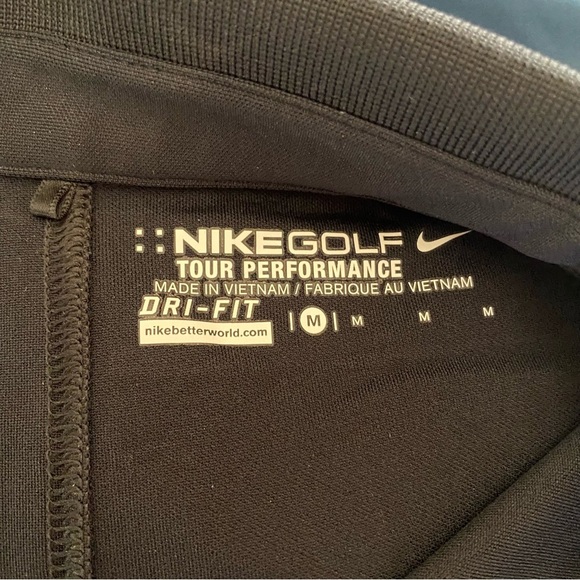 NIKEGOLF
TOUR PERFORMANCE
MADE IN VIETNAM / FABRIQUE AU VIETNAM
DRI-FIT
nikebetterworld.com
| M | M M M